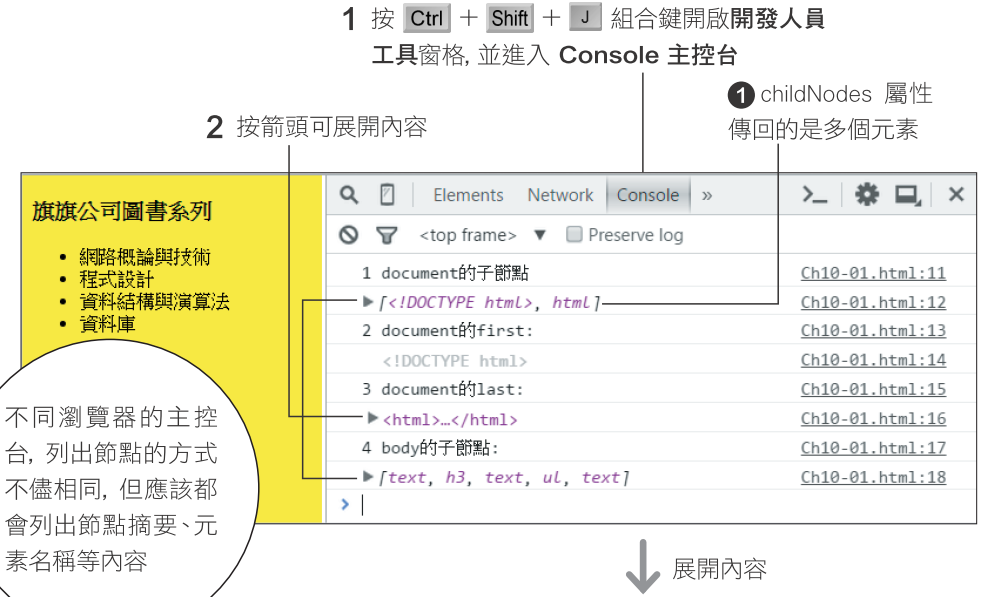 1 按 Ctrl + Shift + J 組合鍵開啟開發人員
工具窗格, 並進入 Console 主控台
❶ childNodes 屬性
傳回的是多個元素
2 按箭頭可展開內容
旗旗公司圖書系列
• 網路概論與技術
• 程式設計
• 資料結構與演算法
• 資料庫
不同瀏覽器的主控
台, 列出節點的方式
不儘相同, 但應該都
會列出節點摘要、元
素名稱等內容
Elements Network Console »
<top frame> ▼ Preserve log
1 document的子節點 Ch10-01.html:11
▶[<!DOCTYPE html>, html] Ch10-01.html:12
2 document的first: Ch10-01.html:13
<!DOCTYPE html> Ch10-01.html:14
3 document的last: Ch10-01.html:15
▶<html>…</html> Ch10-01.html:16
4 body的子節點: Ch10-01.html:17
▶[text, h3, text, ul, text] Ch10-01.html:18
>
展開內容